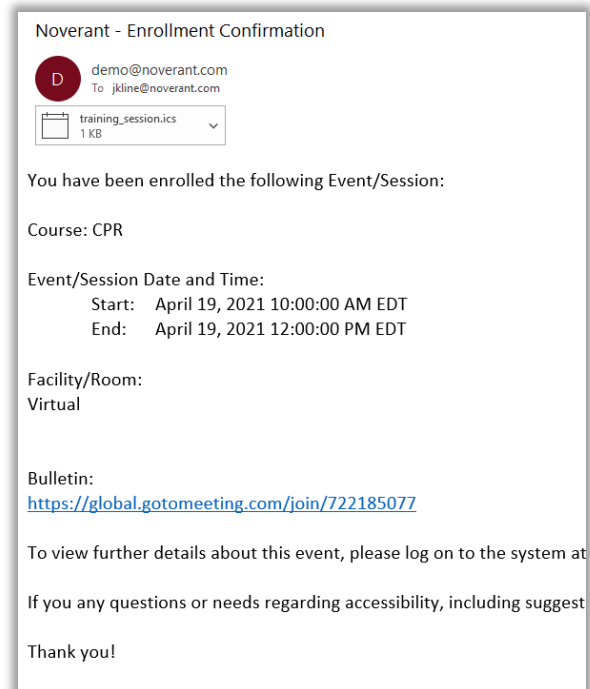 Noverant - Enrollment Confirmation
D
demo@noverant.com
To jkline@noverant.com
training_session.ics
1 KB
You have been enrolled the following Event/Session:
Course: CPR
Event/Session Date and Time:
Start: April 19, 2021 10:00:00 AM EDT
End: April 19, 2021 12:00:00 PM EDT
Facility/Room:
Virtual
Bulletin:
https://global.gotomeeting.com/join/722185077
To view further details about this event, please log on to the system at
If you any questions or needs regarding accessibility, including suggest
Thank you!